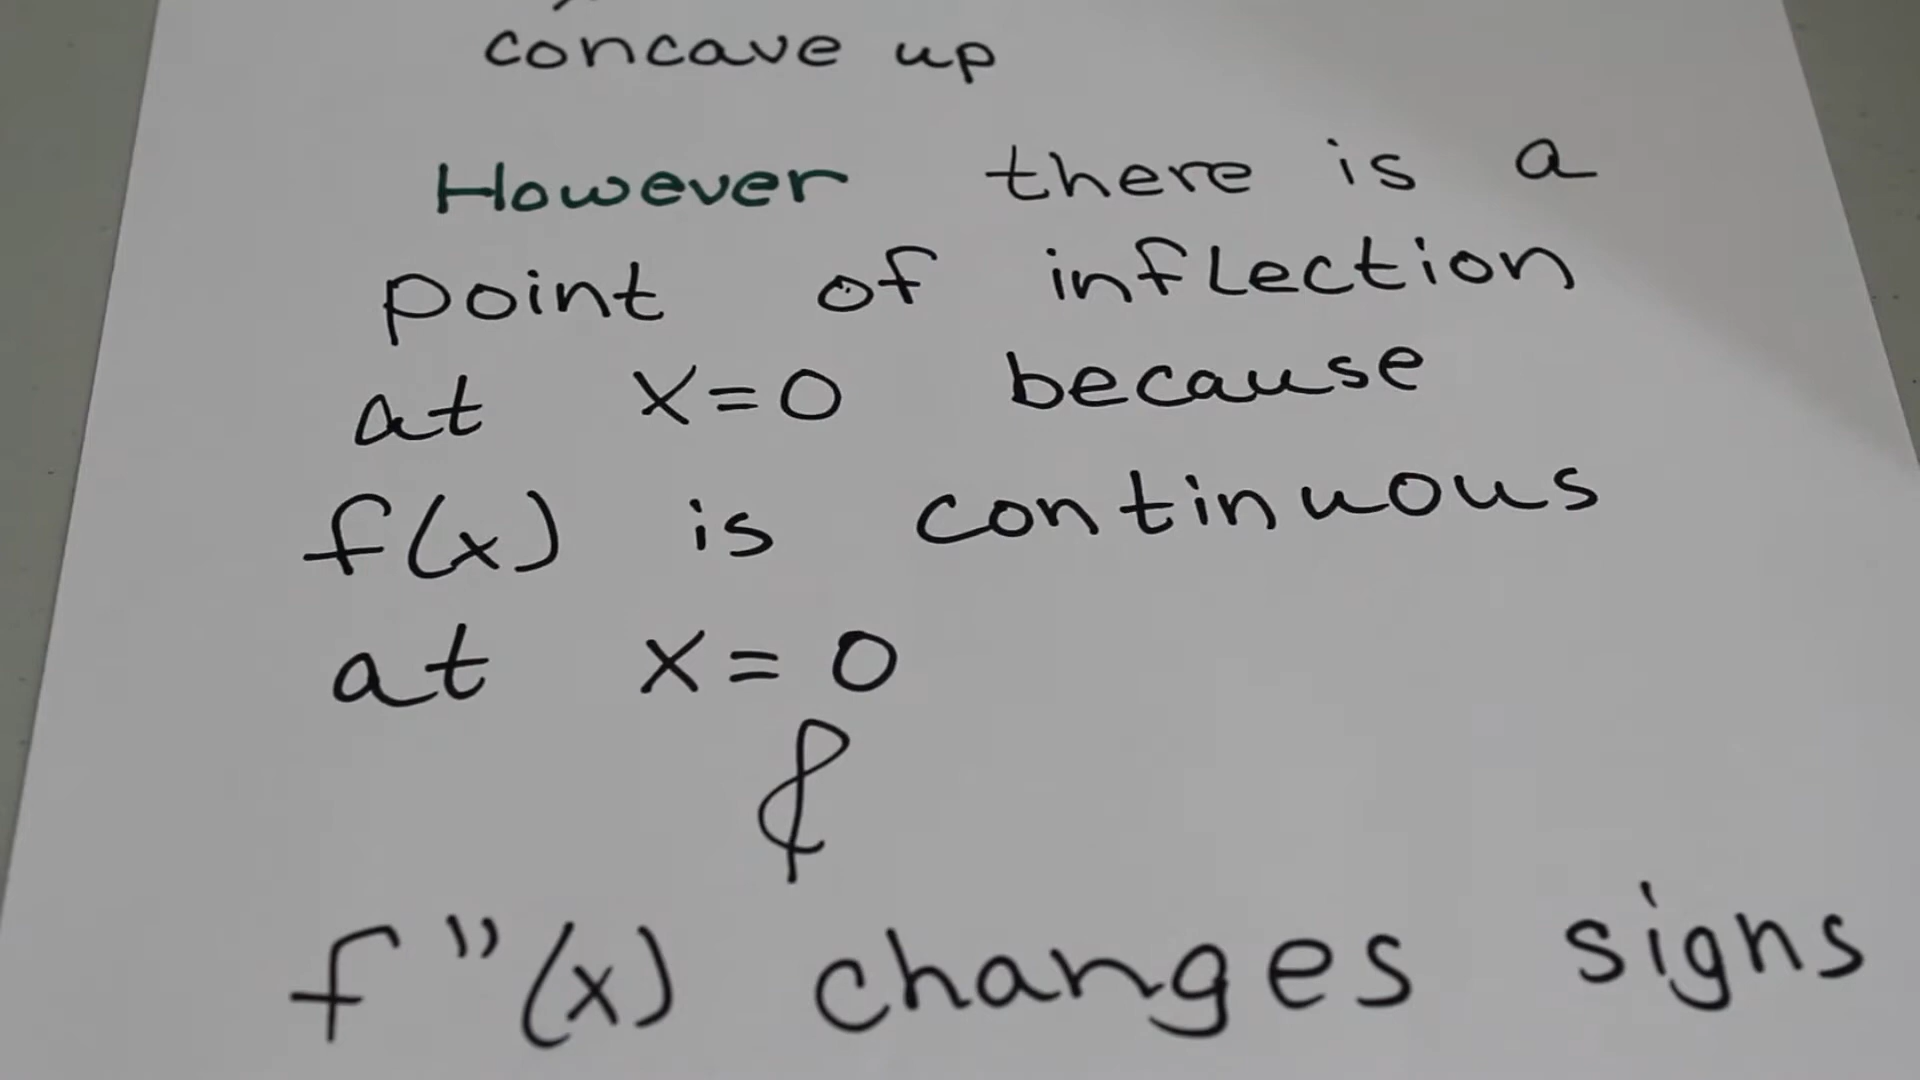 concave up
However there is a
point of inflection
at x=0 because
f(x) is continuous
at x=0
&
f"(x) changes signs